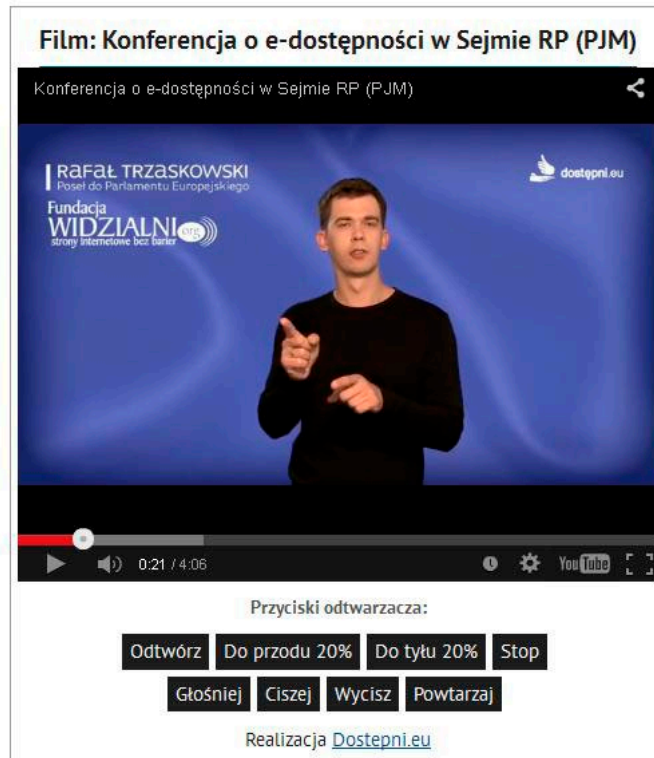 Film: Konferencja o e-dostępności w Sejmie RP (PJM)
Konferencja o e-dostępności w Sejmie RP (PJM)
RAFAŁ TRZASKOWSKI
Poseł do Parlamentu Europejskiego
dostępni.eu
Fundacja
WIDZIALNI.org
strony internetowe bez barier
0:21 / 4:06
YouTube
Przyciski odtwarzacza:
Odtwórz Do przodu 20% Do tyłu 20% Stop
Głośniej Ciszej Wycisz Powtarzaj
Realizacja Dostepni.eu